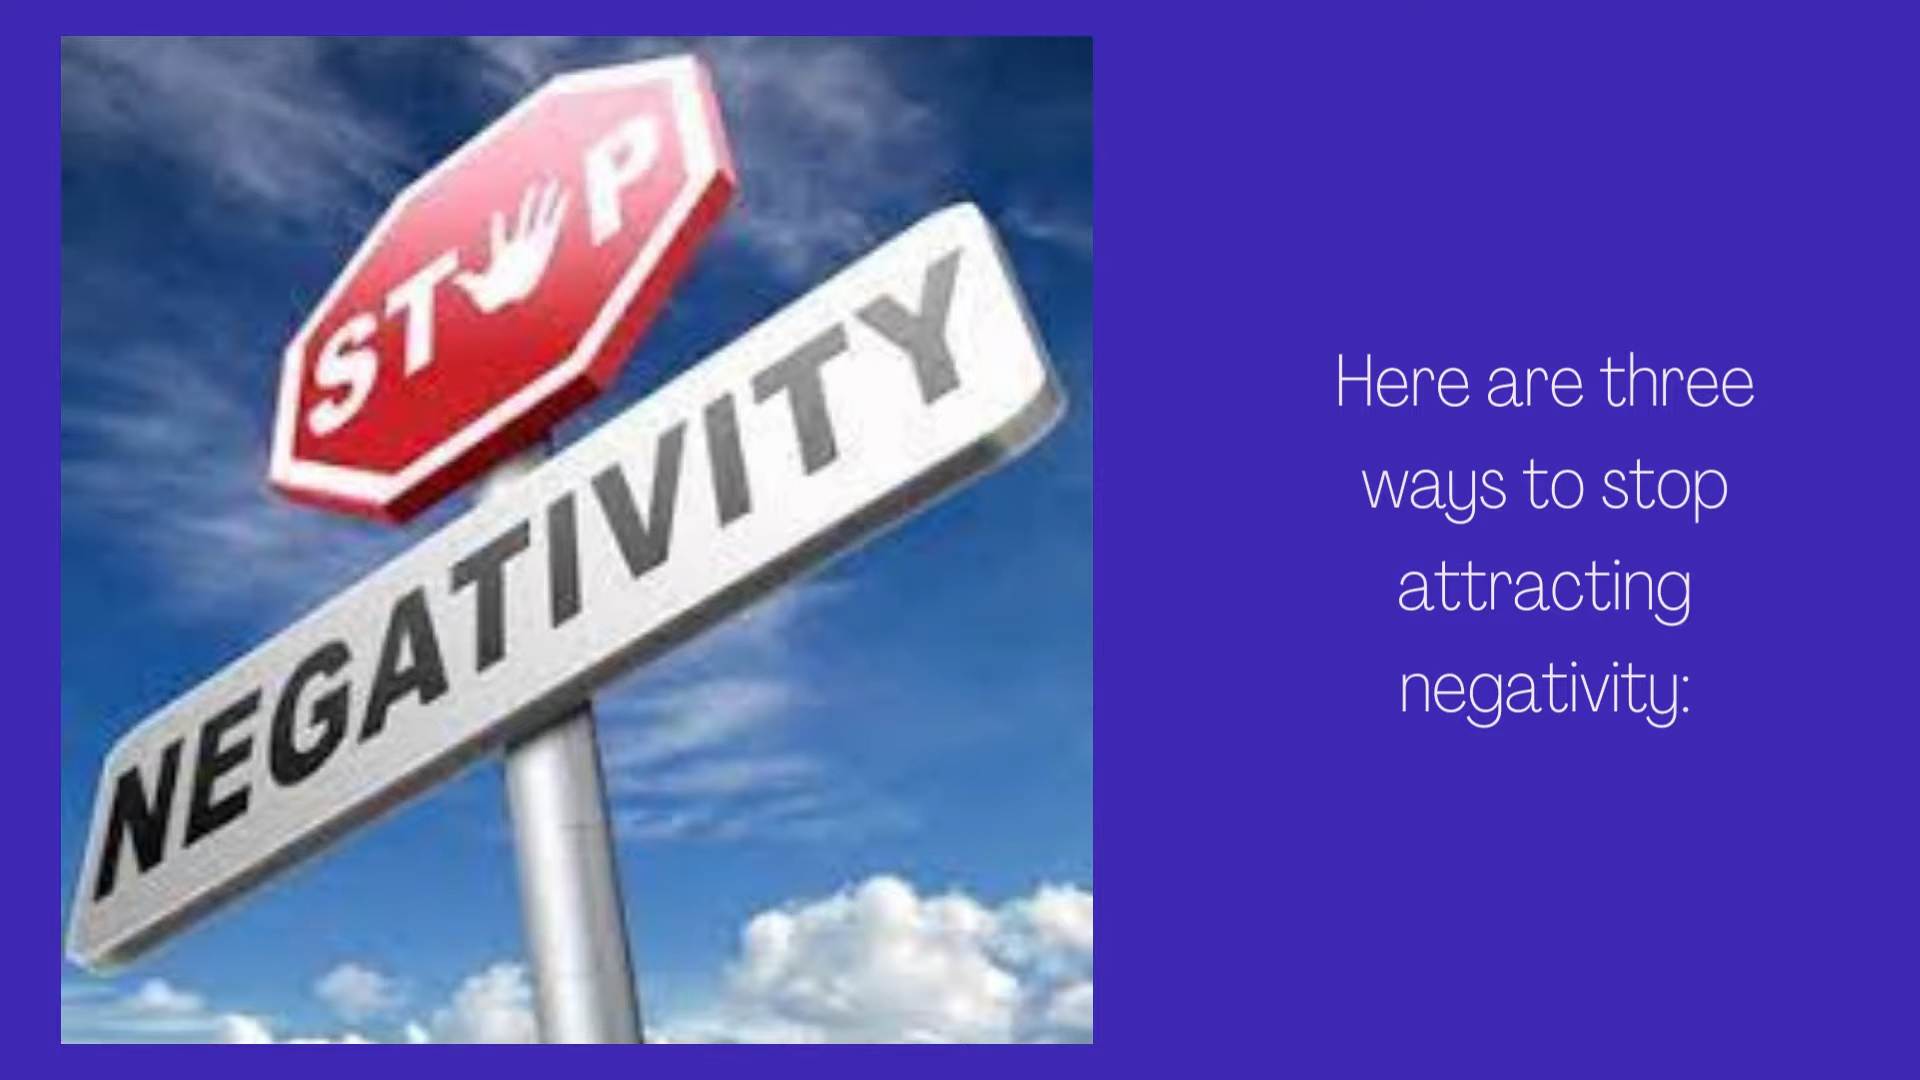 STOP
NEGATIVITY
Here are three
ways to stop
attracting
negativity: